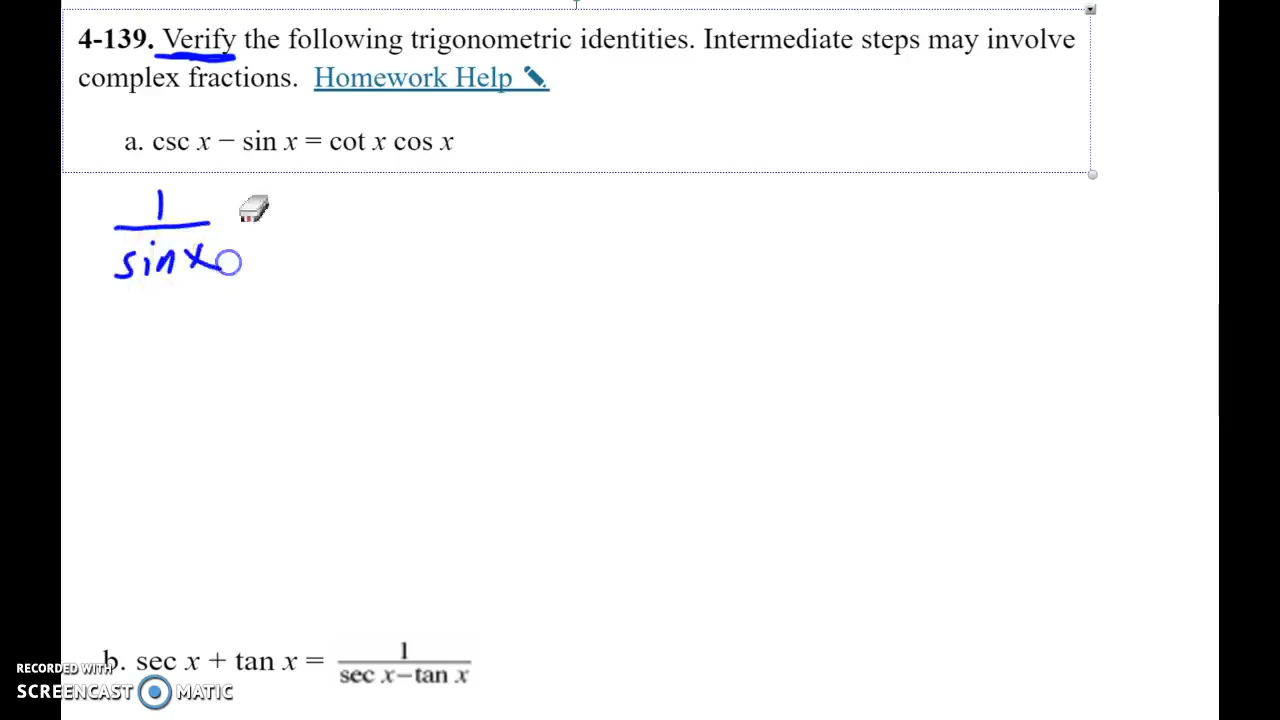 4-139. Verify the following trigonometric identities. Intermediate steps may involve
complex fractions. Homework Help
a. csc x − sin x = cot x cos x
1
sin x
b. sec x + tan x = 1
sec x−tan x
RECORDED WITH
SCREENCAST MATIC